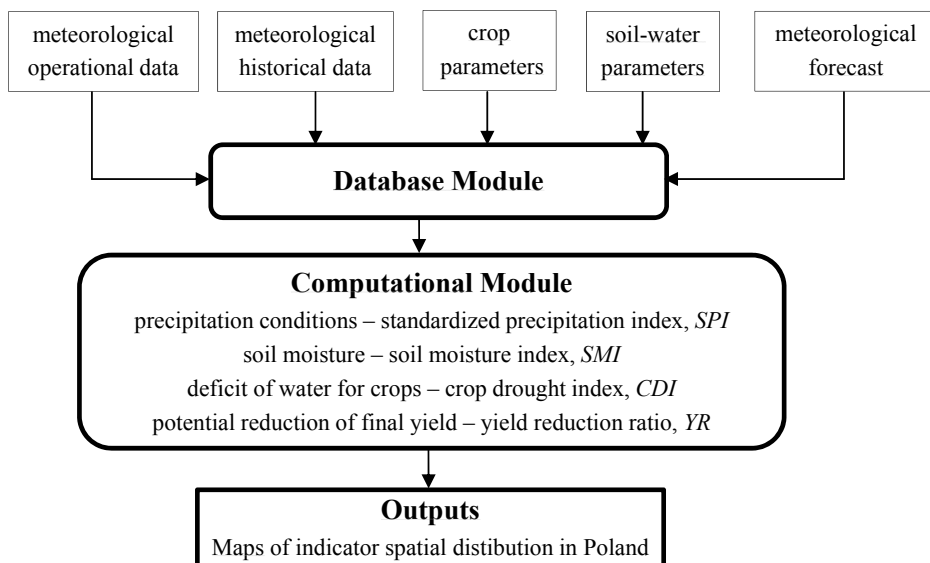 meteorological
operational data
meteorological
historical data
crop
parameters
soil-water
parameters
meteorological
forecast
Database Module
Computational Module
precipitation conditions – standardized precipitation index, SPI
soil moisture – soil moisture index, SMI
deficit of water for crops – crop drought index, CDI
potential reduction of final yield – yield reduction ratio, YR
Outputs
Maps of indicator spatial distibution in Poland